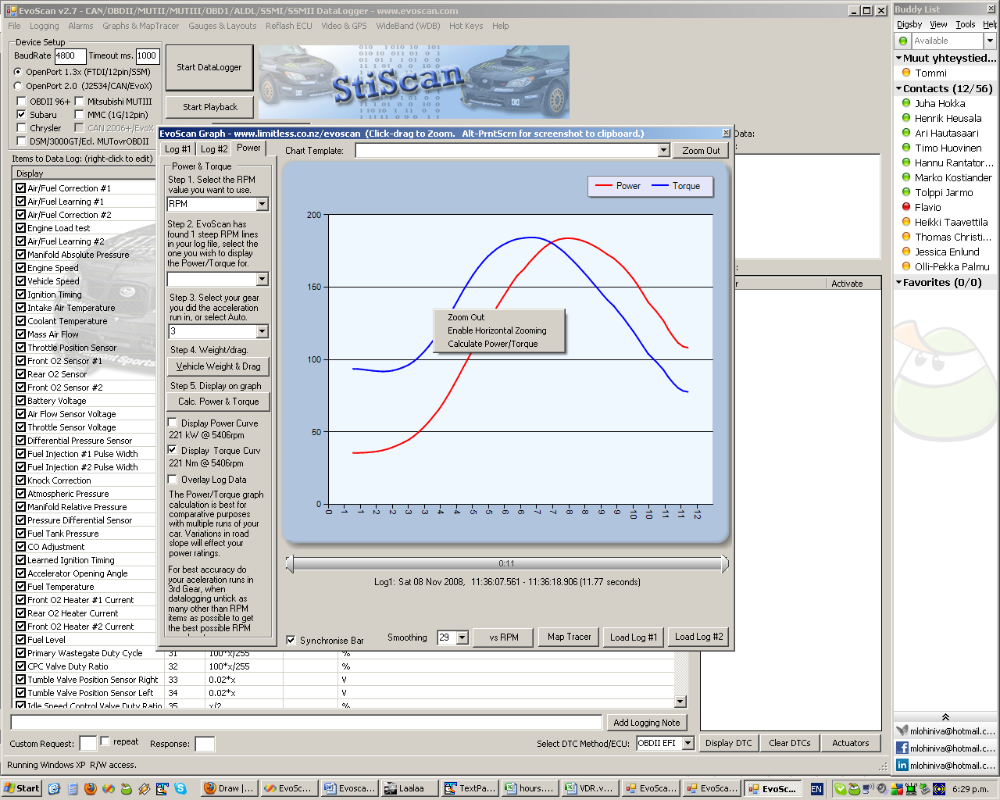 EvoScan v2.7 - CAN/OBDII/MUTII/MUTIII/OBD1/ALDL/SSMI/SSMII DataLogger - www.evoscan.com
File Logging Alarms Graphs & MapTracer Gauges & Layouts Reflash ECU Video & GPS WideBand (WDB) Hot Keys Help
Device Setup
BaudRate 4800 Timeout ms. 1000
OpenPort 1.3x (FTDI/12pin/SSM)
OpenPort 2.0 (J2534/CAN/EvoX)
OBDII 96+ Mitsubishi MUTIII
Subaru MMC (1G/12pin)
Chrysler CAN 2006+/EvoX
DSM/3000GT/Ecl. MUTovrOBDII
Start DataLogger
Start Playback
StiScan
Items to Data Log: (right-click to edit)
Display
Air/Fuel Correction #1
Air/Fuel Learning #1
Air/Fuel Correction #2
Engine Load test
Air/Fuel Learning #2
Manifold Absolute Pressure
Engine Speed
Vehicle Speed
Ignition Timing
Intake Air Temperature
Coolant Temperature
Mass Air Flow
Throttle Position Sensor
Front O2 Sensor #1
Rear O2 Sensor
Front O2 Sensor #2
Battery Voltage
Air Flow Sensor Voltage
Throttle Sensor Voltage
Differential Pressure Sensor
Fuel Injection #1 Pulse Width
Fuel Injection #2 Pulse Width
Knock Correction
Atmospheric Pressure
Manifold Relative Pressure
Pressure Differential Sensor
Fuel Tank Pressure
CO Adjustment
Learned Ignition Timing
Accelerator Opening Angle
Fuel Temperature
Front O2 Heater #1 Current
Rear O2 Heater Current
Front O2 Heater #2 Current
Fuel Level
Primary Wastegate Duty Cycle 31 100*x/255 %
CPC Valve Duty Ratio 32 100*x/255 %
Tumble Valve Position Sensor Right 33 0.02*x V
Tumble Valve Position Sensor Left 34 0.02*x V
Idle Speed Control Valve Duty Ratio 35 x/2 %
EvoScan Graph - www.limitless.co.nz/evoscan (Click-drag to Zoom. Alt-PrntScrn for screenshot to clipboard.)
Log #1 Log #2 Power
Chart Template: Zoom Out
Power & Torque
Step 1. Select the RPM
value you want to use.
RPM
Step 2. EvoScan has
found 1 steep RPM lines
in your log file, select the
one you wish to display
the Power/Torque for.
Step 3. Select your gear
you did the acceleration
run in, or select Auto.
3
Step 4. Weight/drag.
Vehicle Weight & Drag
Step 5. Display on graph
Calc. Power & Torque
Display Power Curve
221 kW @ 5406rpm
Display Torque Curv
221 Nm @ 5406rpm
Overlay Log Data
The Power/Torque graph
calculation is best for
comparative purposes
with multiple runs of your
car. Variations in road
slope will effect your
power ratings.
For best accuracy do
your aceleration runs in
3rd Gear, when
datalogging untick as
many other than RPM
items as possible to get
the best possible RPM
Power Torque
200
150
100
50
0
0 1 1 2 2 3 4 4 5 5 6 7 7 8 8 9 10 10 11 11 12
Zoom Out
Enable Horizontal Zooming
Calculate Power/Torque
0:11
Log1: Sat 08 Nov 2008, 11:36:07.561 - 11:36:18.906 (11.77 seconds)
Synchronise Bar Smoothing 29 vs RPM Map Tracer Load Log #1 Load Log #2
Data:
:
r Activate
Add Logging Note
Custom Request: repeat Response:
Select DTC Method/ECU: OBDII EFI Display DTC Clear DTCs Actuators
Running Windows XP R/W access.
Buddy List
Digsby View Tools Help
Available
Muut yhteystied...
Tommi
Contacts (12/56)
Juha Hokka
Henrik Heusala
Ari Hautasaari
Timo Huovinen
Hannu Rantator...
Marko Kostiander
Tolppi Jarmo
Flavio
Heikki Taavettila
Thomas Christi...
Jessica Enlund
Olli-Pekka Palmu
Favorites (0/0)
mlohiniva@hotmail.c...
mlohiniva@hotmail.c...
mlohiniva@hotmail.c...
Start Draw |... EvoSc... Evosca... Laalaa TextPa... hours.... VDR.v... EvoSca... EvoSca... EvoSc... EN 6:29 p.m.